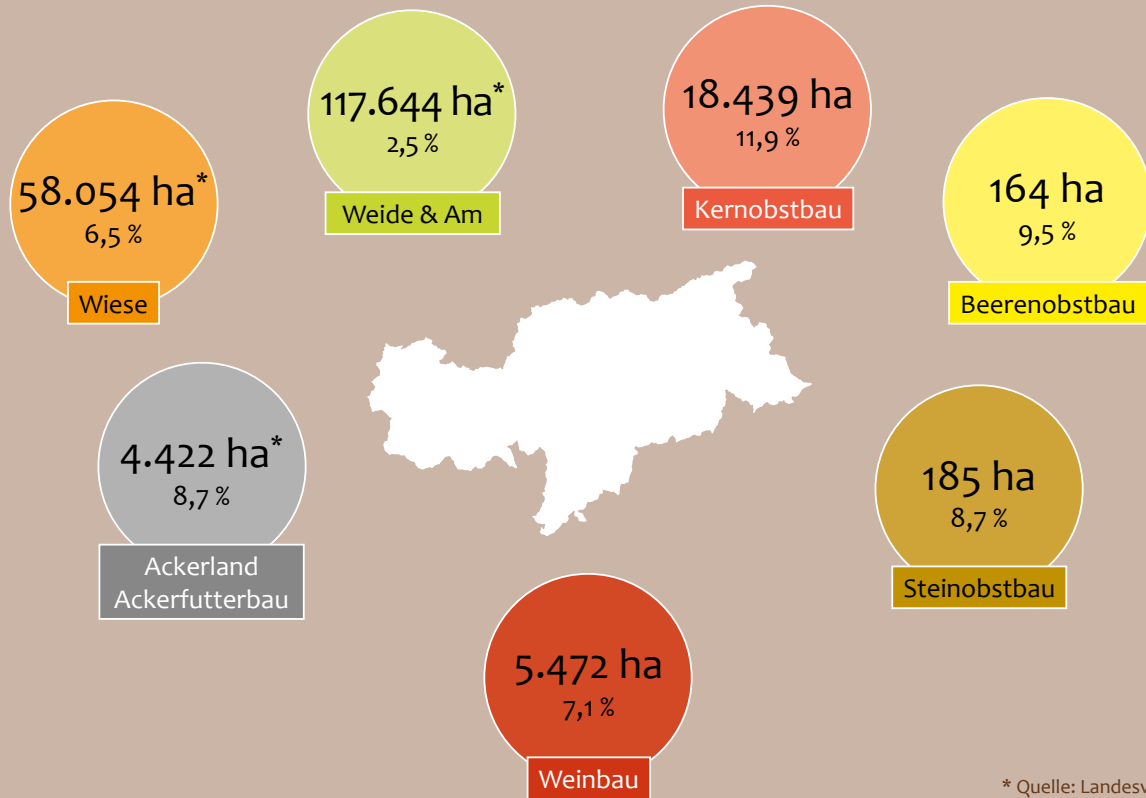 117.644 ha*
2,5 %
Weide & Am
18.439 ha
11,9 %
Kernobstbau
58.054 ha*
6,5 %
Wiese
164 ha
9,5 %
Beerenobstbau
4.422 ha*
8,7 %
Ackerland
Ackerfutterbau
185 ha
8,7 %
Steinobstbau
5.472 ha
7,1 %
Weinbau
* Quelle: Landesv